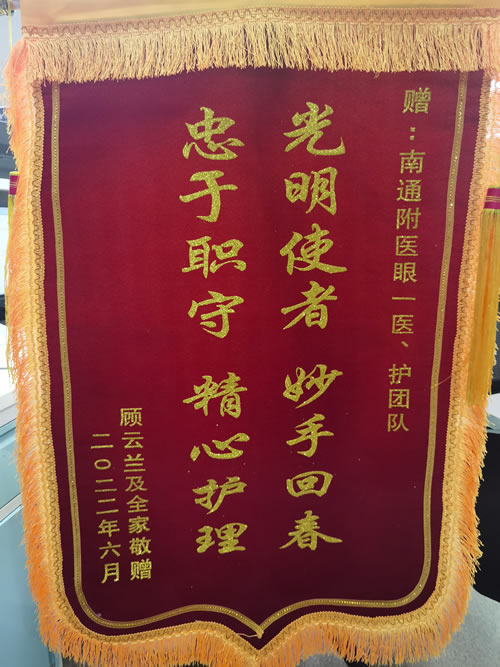 赠：南通附医眼一医、护团队
光明使者 妙手回春
忠于职守 精心护理
顾云兰及全家敬赠
二〇二二年六月